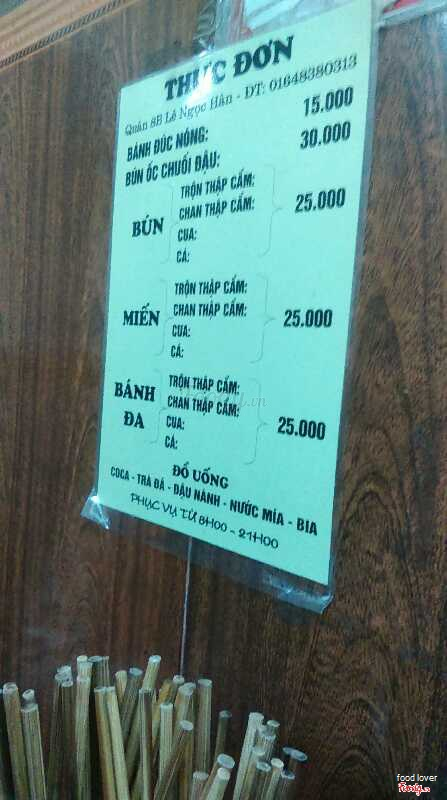 THỰC ĐƠN
Quán 8B Lê Ngọc Hân - ĐT: 01648380313
BÁNH ĐÚC NÓNG: 15.000
BÚN ỐC CHUỐI ĐẬU: 30.000
BÚN
TRỘN THẬP CẨM:
CHAN THẬP CẨM:
CUA:
CÁ:
25.000
MIẾN
TRỘN THẬP CẨM:
CHAN THẬP CẨM:
CUA:
CÁ:
25.000
BÁNH ĐA
TRỘN THẬP CẨM:
CHAN THẬP CẨM:
CUA:
CÁ:
25.000
ĐỒ UỐNG
COCA - TRÀ ĐÁ - ĐẬU NÀNH - NƯỚC MÍA - BIA
PHỤC VỤ TỪ 8H00 - 21H00
food lover
Foody.vn